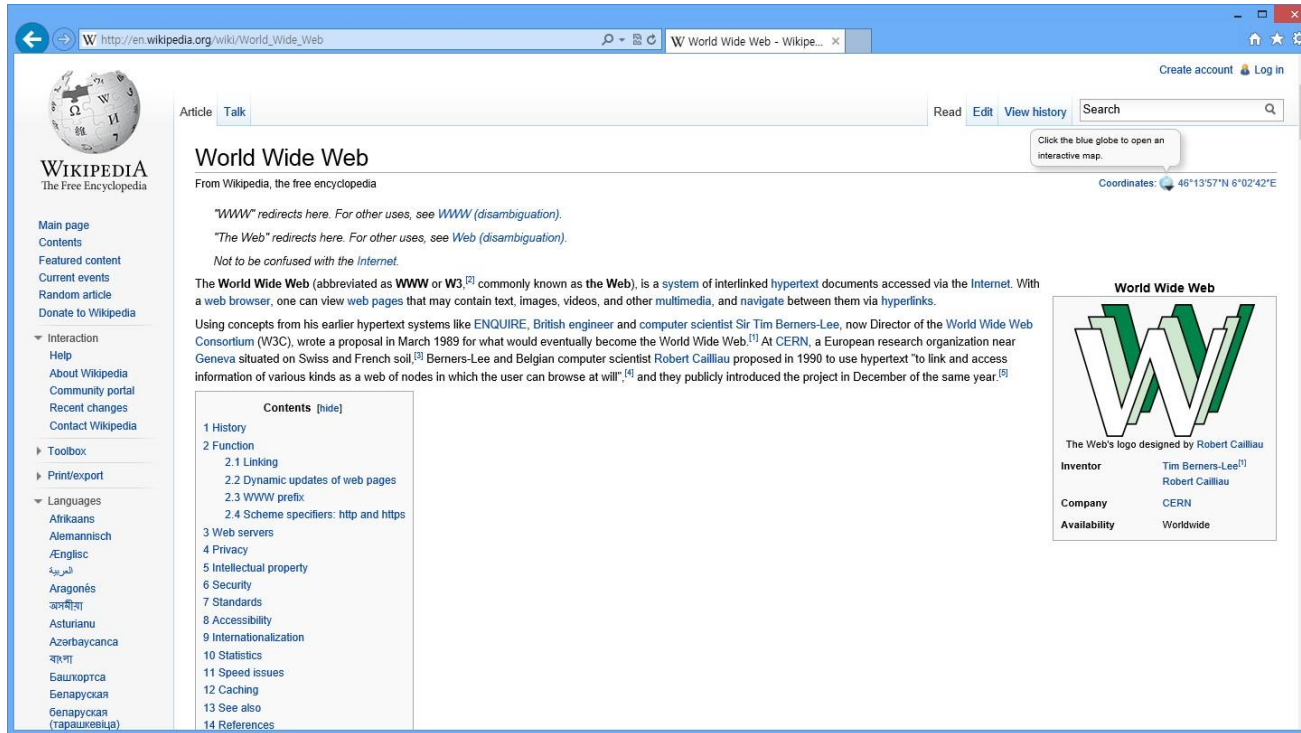 http://en.wikipedia.org/wiki/World_Wide_Web
World Wide Web - Wikipe...
Create account Log in
WIKIPEDIA
The Free Encyclopedia
Main page
Contents
Featured content
Current events
Random article
Donate to Wikipedia
Interaction
Help
About Wikipedia
Community portal
Recent changes
Contact Wikipedia
Toolbox
Print/export
Languages
Afrikaans
Alemannisch
Ænglisc
العربية
Aragonés
অসমীয়া
Asturianu
Azərbaycanca
বাংলা
Башҡортса
Беларуская
беларуская
(тарашкевіца)
Article Talk
Read Edit View history Search
Click the blue globe to open an
interactive map.
World Wide Web
From Wikipedia, the free encyclopedia
Coordinates: 46°13′57″N 6°02′42″E
"WWW" redirects here. For other uses, see WWW (disambiguation).
"The Web" redirects here. For other uses, see Web (disambiguation).
Not to be confused with the Internet.
The World Wide Web (abbreviated as WWW or W3,[2] commonly known as the Web), is a system of interlinked hypertext documents accessed via the Internet. With
a web browser, one can view web pages that may contain text, images, videos, and other multimedia, and navigate between them via hyperlinks.
Using concepts from his earlier hypertext systems like ENQUIRE, British engineer and computer scientist Sir Tim Berners-Lee, now Director of the World Wide Web
Consortium (W3C), wrote a proposal in March 1989 for what would eventually become the World Wide Web.[1] At CERN, a European research organization near
Geneva situated on Swiss and French soil,[3] Berners-Lee and Belgian computer scientist Robert Cailliau proposed in 1990 to use hypertext "to link and access
information of various kinds as a web of nodes in which the user can browse at will",[4] and they publicly introduced the project in December of the same year.[5]
Contents [hide]
1 History
2 Function
2.1 Linking
2.2 Dynamic updates of web pages
2.3 WWW prefix
2.4 Scheme specifiers: http and https
3 Web servers
4 Privacy
5 Intellectual property
6 Security
7 Standards
8 Accessibility
9 Internationalization
10 Statistics
11 Speed issues
12 Caching
13 See also
14 References
World Wide Web
The Web's logo designed by Robert Cailliau
Inventor Tim Berners-Lee[1]
Robert Cailliau
Company CERN
Availability Worldwide